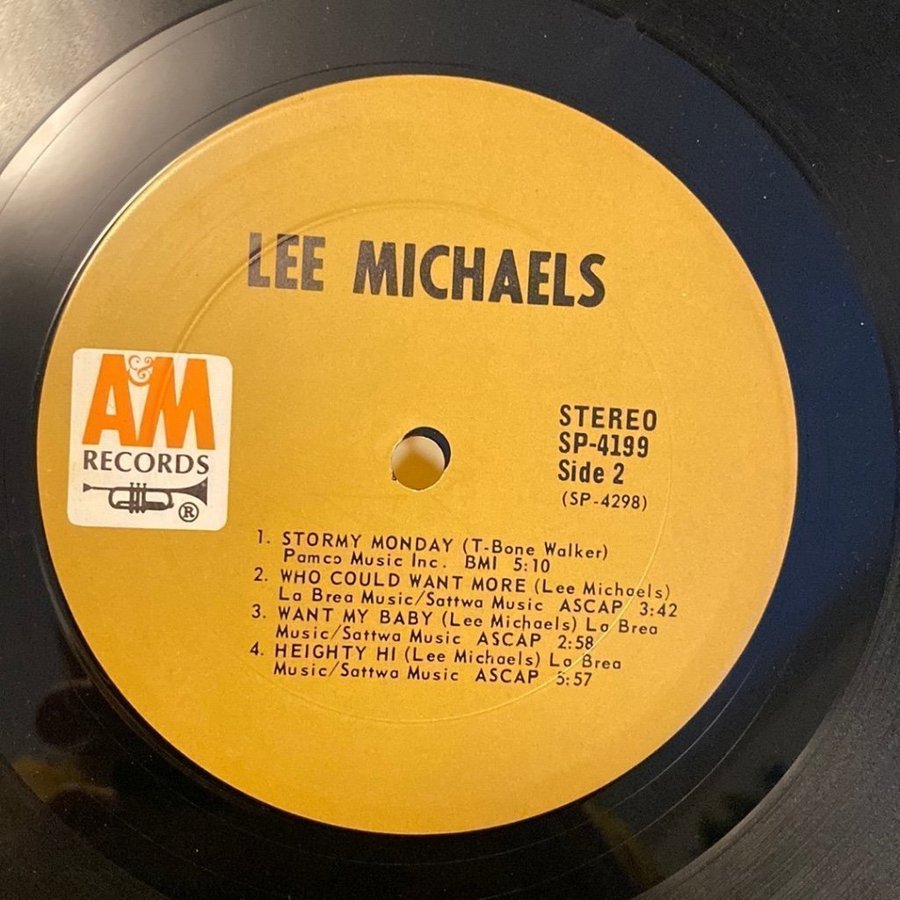 LEE MICHAELS
A&M
RECORDS
®
STEREO
SP-4199
Side 2
(SP-4298)
1. STORMY MONDAY (T-Bone Walker)
Pamco Music Inc. BMI 5:10
2. WHO COULD WANT MORE (Lee Michaels)
La Brea Music/Sattwa Music ASCAP 3:42
3. WANT MY BABY (Lee Michaels) La Brea
Music/Sattwa Music ASCAP 2:58
4. HEIGHTY HI (Lee Michaels) La Brea
Music/Sattwa Music ASCAP 5:57